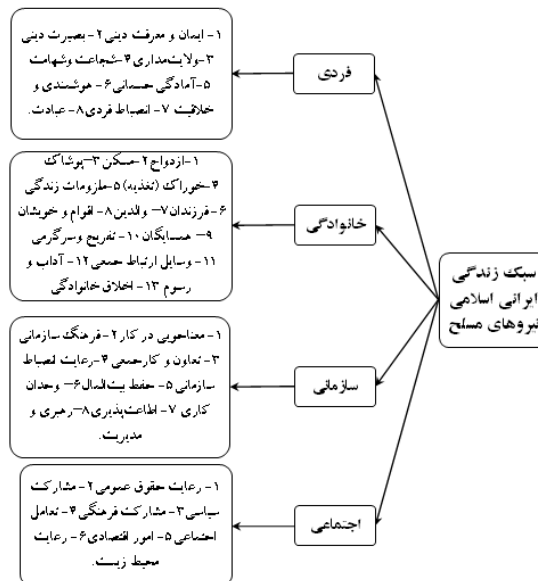 سبک زندگی
ایرانی اسلامی
نیروهای مسلح
فردی
۱- ایمان و معرفت دینی ۲- بصیرت دینی
۳-ولایت‌مداری ۴-شجاعت وشهامت
۵-آمادگی جسمانی ۶- هوشمندی و
خلاقیت ۷- انضباط فردی ۸- عبادت.
خانوادگی
۱-ازدواج ۲-مسکن ۳-پوشاک
۴-خوراک (تغذیه) ۵-ملزومات زندگی
۶-فرزندان ۷- والدین ۸- اقوام و خویشان
۹- همسایگان ۱۰- تفریح وسرگرمی
۱۱- وسایل ارتباط جمعی ۱۲- آداب و
رسوم ۱۳- اخلاق خانوادگی
سازمانی
۱- معناجویی در کار ۲- فرهنگ سازمانی
۳- تعاون و کارجمعی ۴- رعایت انضباط
سازمانی ۵- حفظ بیت‌المال ۶- وجدان
کاری ۷- اطاعت‌پذیری ۸-رهبری و
مدیریت.
اجتماعی
۱- رعایت حقوق عمومی ۲- مشارکت
سیاسی ۳- مشارکت فرهنگی ۴- تعامل
اجتماعی ۵- امور اقتصادی ۶- رعایت
محیط زیست.